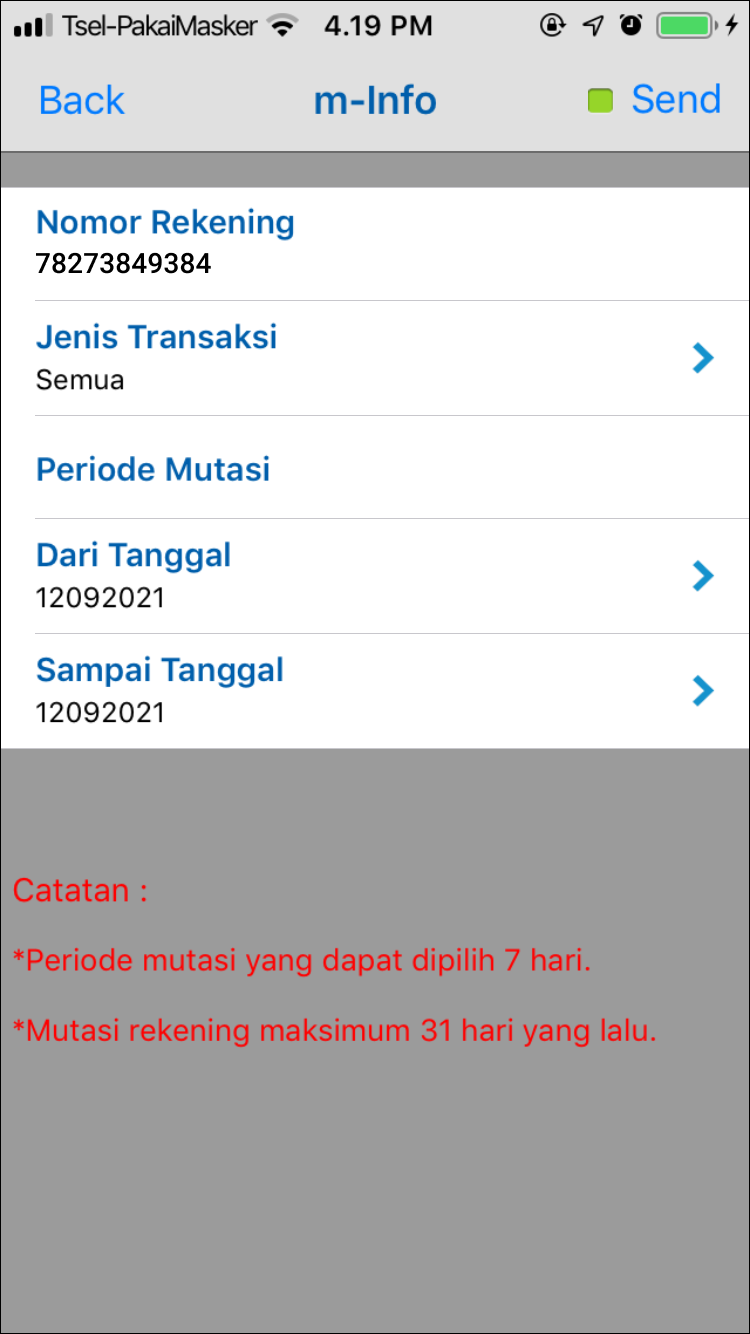 Tsel-PakaiMasker 4.19 PM
Back m-Info Send
Nomor Rekening
78273849384
Jenis Transaksi
Semua
Periode Mutasi
Dari Tanggal
12092021
Sampai Tanggal
12092021
Catatan :
*Periode mutasi yang dapat dipilih 7 hari.
*Mutasi rekening maksimum 31 hari yang lalu.